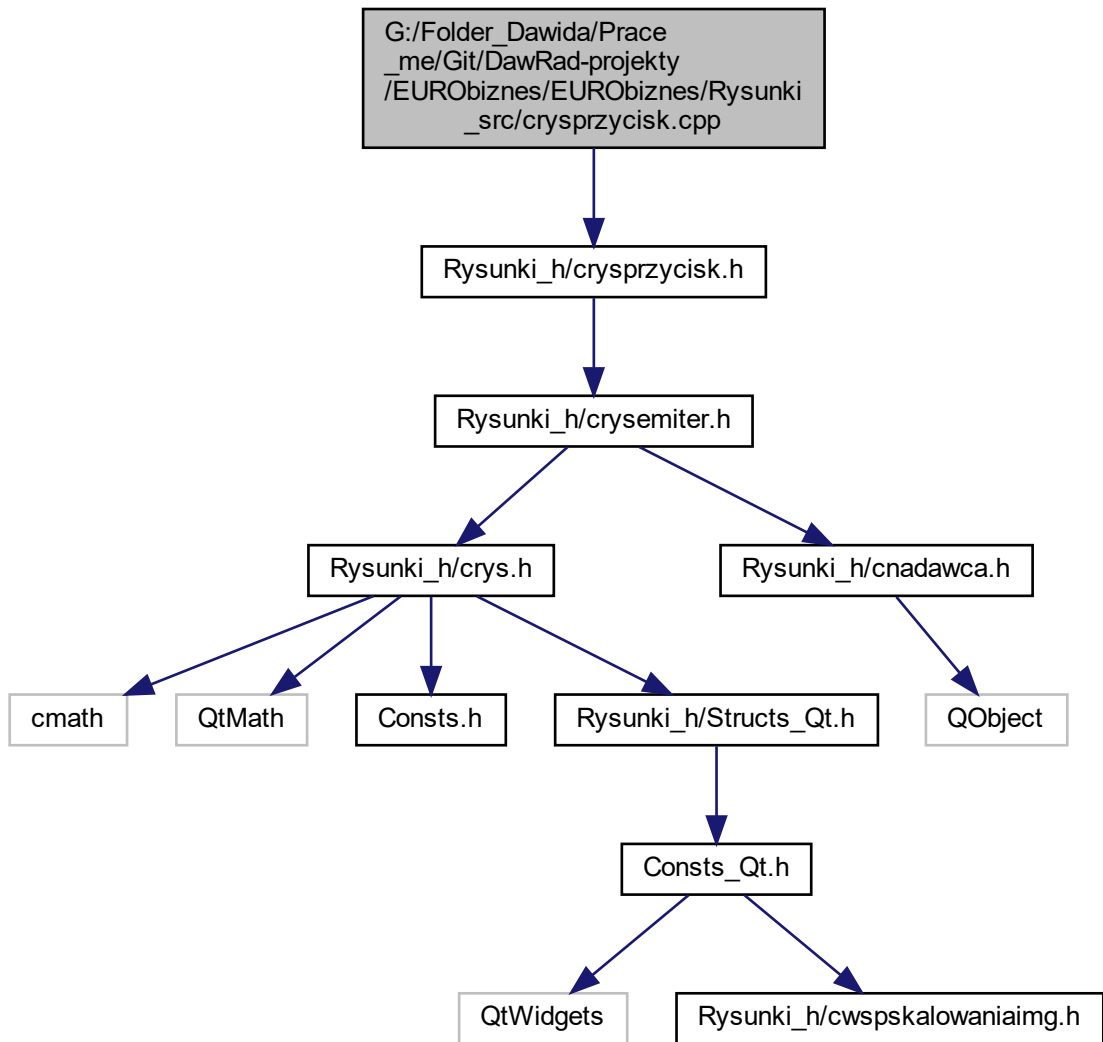 G:/Folder_Dawida/Prace
_me/Git/DawRad-projekty
/EURObiznes/EURObiznes/Rysunki
_src/crysprzycisk.cpp
Rysunki_h/crysprzycisk.h
Rysunki_h/crysemiter.h
Rysunki_h/crys.h
Rysunki_h/cnadawca.h
cmath
QtMath
Consts.h
Rysunki_h/Structs_Qt.h
QObject
Consts_Qt.h
QtWidgets
Rysunki_h/cwspskalowaniaimg.h